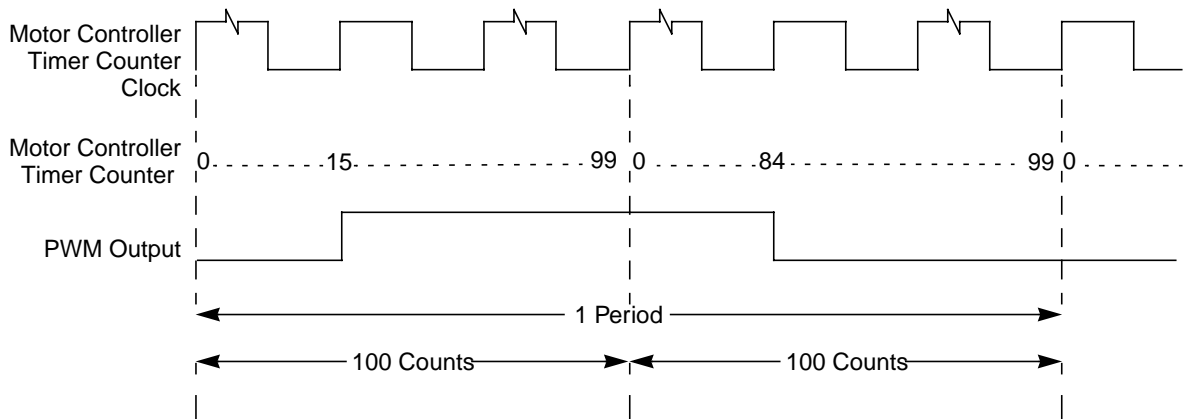 Motor Controller
Timer Counter
Clock
Motor Controller
Timer Counter
0 15 99 0 84 99 0
PWM Output
1 Period
100 Counts 100 Counts